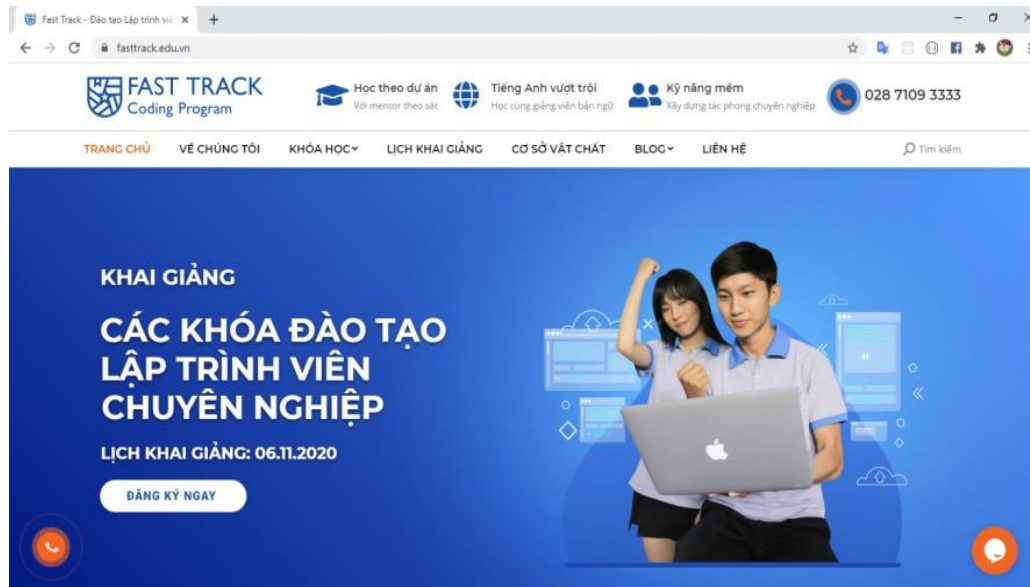 Fast Track - Đào tạo Lập trình viê
fasttrack.edu.vn
FAST TRACK
Coding Program
Học theo dự án
Với mentor theo sát
Tiếng Anh vượt trội
Học cùng giảng viên bản ngữ
Kỹ năng mềm
Xây dựng tác phong chuyên nghiệp
028 7109 3333
TRANG CHỦ VỀ CHÚNG TÔI KHÓA HỌC LỊCH KHAI GIẢNG CƠ SỞ VẬT CHẤT BLOG LIÊN HỆ Tìm kiếm
KHAI GIẢNG
CÁC KHÓA ĐÀO TẠO
LẬP TRÌNH VIÊN
CHUYÊN NGHIỆP
LỊCH KHAI GIẢNG: 06.11.2020
ĐĂNG KÝ NGAY